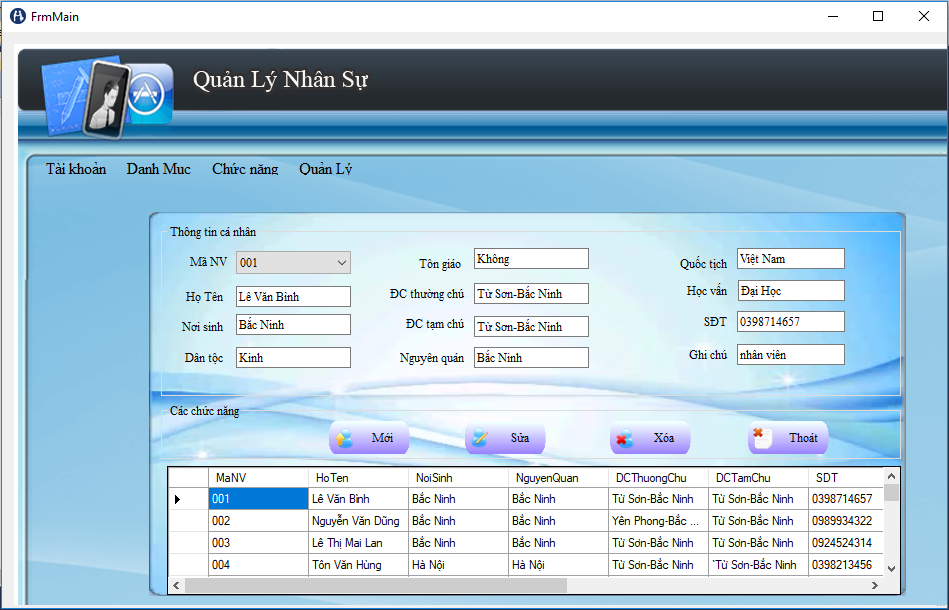 FrmMain
Quản Lý Nhân Sự
Tài khoản Danh Muc Chức năng Quản Lý
Thông tin cá nhân
Mã NV 001 Tôn giáo Không Quốc tịch Việt Nam
Họ Tên Lê Văn Bình ĐC thường chú Từ Sơn-Bắc Ninh Học vấn Đại Học
Nơi sinh Bắc Ninh ĐC tạm chú Từ Sơn-Bắc Ninh SĐT 0398714657
Dân tộc Kinh Nguyên quán Bắc Ninh Ghi chú nhân viên
Các chức năng
Mới Sửa Xóa Thoát
MaNV HoTen NoiSinh NguyenQuan DCThuongChu DCTamChu SDT
001 Lê Văn Bình Bắc Ninh Bắc Ninh Từ Sơn-Bắc Ninh Từ Sơn-Bắc Ninh 0398714657
002 Nguyễn Văn Dũng Bắc Ninh Bắc Ninh Yên Phong-Bắc ... Từ Sơn-Bắc Ninh 0989934322
003 Lê Thị Mai Lan Bắc Ninh Bắc Ninh Từ Sơn-Bắc Ninh Từ Sơn-Bắc Ninh 0924524314
004 Tôn Văn Hùng Hà Nội Hà Nội Từ Sơn-Bắc Ninh `Từ Sơn-Bắc Ninh 0398213456